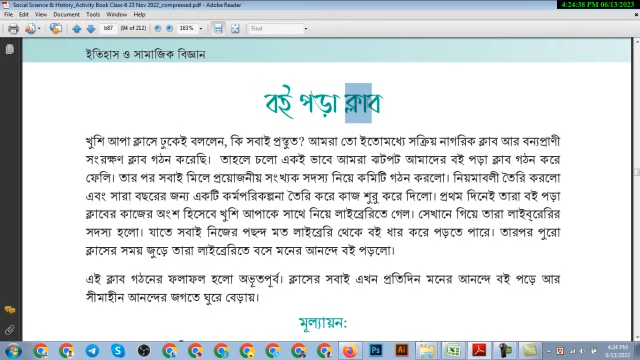 Social Science & History_Activity Book Class-6 23 Nov 2022_compressed.pdf - Adobe Reader
4:24:38 PM 06/13/2023
File Edit View Document Tools Window Help
b87 (94 of 212) 163% Find
ইতিহাস ও সামাজিক বিজ্ঞান
বই পড়া ক্লাব
খুশি আপা ক্লাসে ঢুকেই বললেন, কি সবাই প্রস্তুত? আমরা তো ইতোমধ্যে সক্রিয় নাগরিক ক্লাব আর বন্যপ্রাণী
সংরক্ষণ ক্লাব গঠন করেছি। তাহলে চলো একই ভাবে আমরা ঝটপট আমাদের বই পড়া ক্লাব গঠন করে
ফেলি। তার পর সবাই মিলে প্রয়োজনীয় সংখ্যক সদস্য নিয়ে কমিটি গঠন করলো। নিয়মাবলী তৈরি করলো
এবং সারা বছরের জন্য একটি কর্মপরিকল্পনা তৈরি করে কাজ শুরু করে দিলো। প্রথম দিনেই তারা বই পড়া
ক্লাবের কাজের অংশ হিসেবে খুশি আপাকে সাথে নিয়ে লাইব্রেরিতে গেল। সেখানে গিয়ে তারা লাইব্রেরির
সদস্য হলো। যাতে সবাই নিজের পছন্দ মত লাইব্রেরি থেকে বই ধার করে পড়তে পারে। তারপর পুরো
ক্লাসের সময় জুড়ে তারা লাইব্রেরিতে বসে মনের আনন্দে বই পড়লো।
এই ক্লাব গঠনের ফলাফল হলো অভূতপূর্ব। ক্লাসের সবাই এখন প্রতিদিন মনের আনন্দে বই পড়ে আর
সীমাহীন আনন্দের জগতে ঘুরে বেড়ায়।
মূল্যায়ন:
4:24 PM
6/13/2023